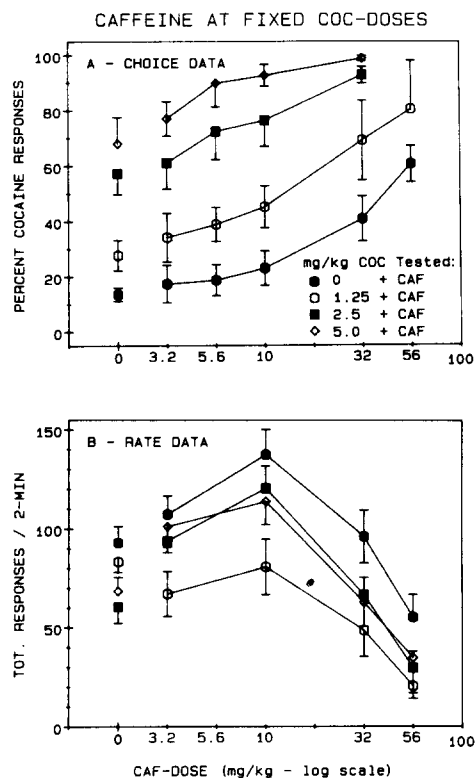 CAFFEINE AT FIXED COC-DOSES
A - CHOICE DATA
PERCENT COCAINE RESPONSES
100
80
60
40
20
0
mg/kg COC Tested:
0 + CAF
1.25 + CAF
2.5 + CAF
5.0 + CAF
0 3.2 5.6 10 32 56 100
B - RATE DATA
TOT. RESPONSES / 2-MIN
150
100
50
0
0 3.2 5.6 10 32 56 100
CAF-DOSE (mg/kg - log scale)